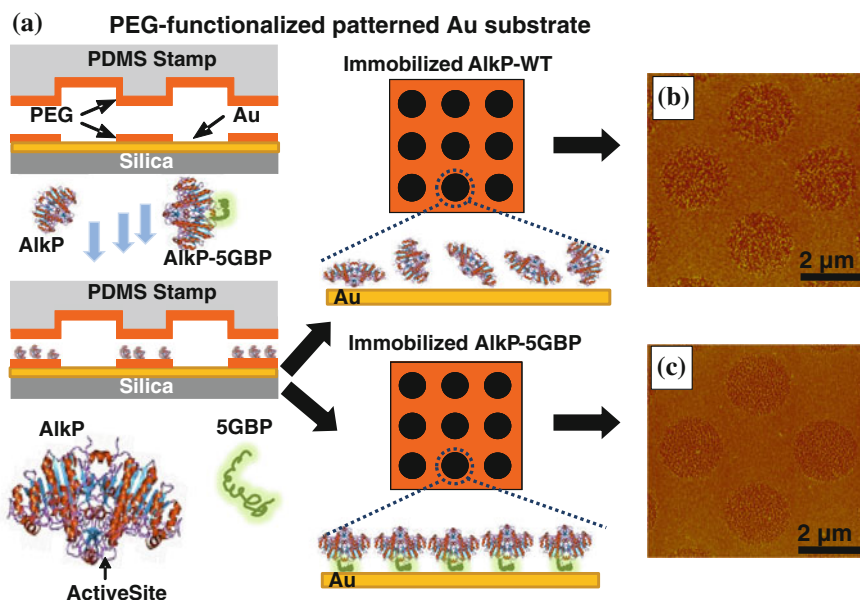 (a)
PEG-functionalized patterned Au substrate
PDMS Stamp
PEG
Au
Silica
AlkP
AlkP-5GBP
PDMS Stamp
Silica
AlkP
5GBP
ActiveSite
Immobilized AlkP-WT
Au
Immobilized AlkP-5GBP
Au
(b)
2 µm
(c)
2 µm